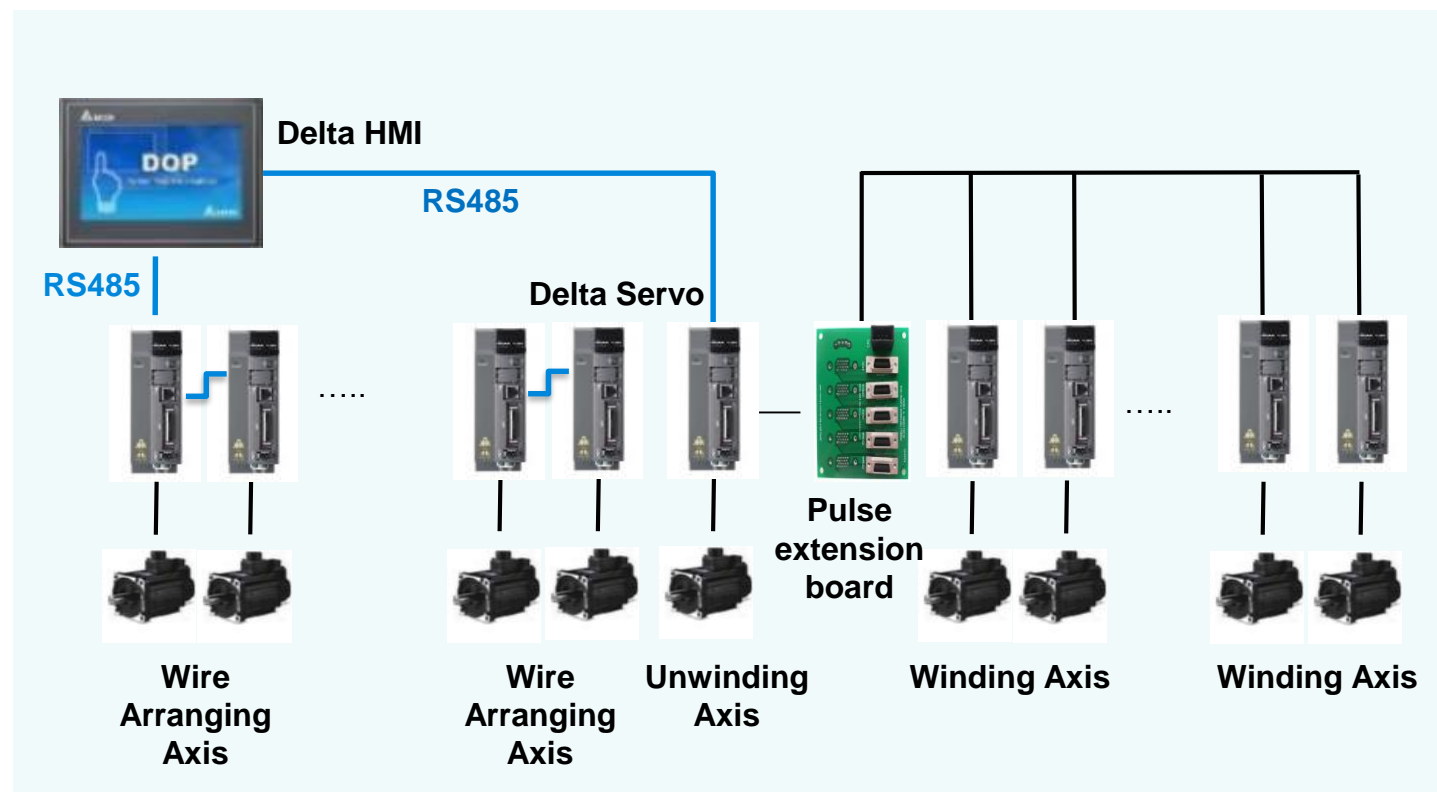 Delta HMI
DOP
RS485
RS485
Delta Servo
.....
.....
Pulse
extension
board
Wire
Arranging
Axis
Wire
Arranging
Axis
Unwinding
Axis
Winding Axis
Winding Axis